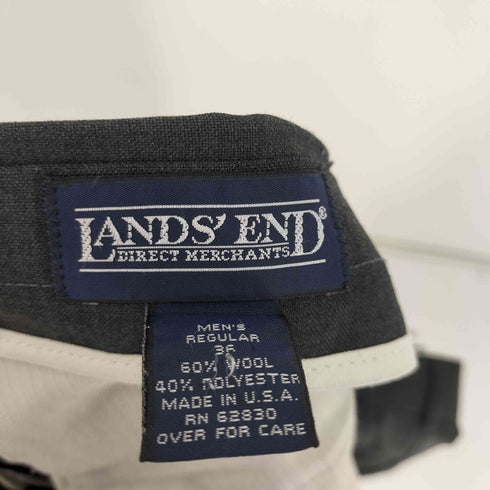 LANDS' END®
DIRECT MERCHANTS
MEN'S
REGULAR
36
60% WOOL
40% POLYESTER
MADE IN U.S.A.
RN 62830
OVER FOR CARE